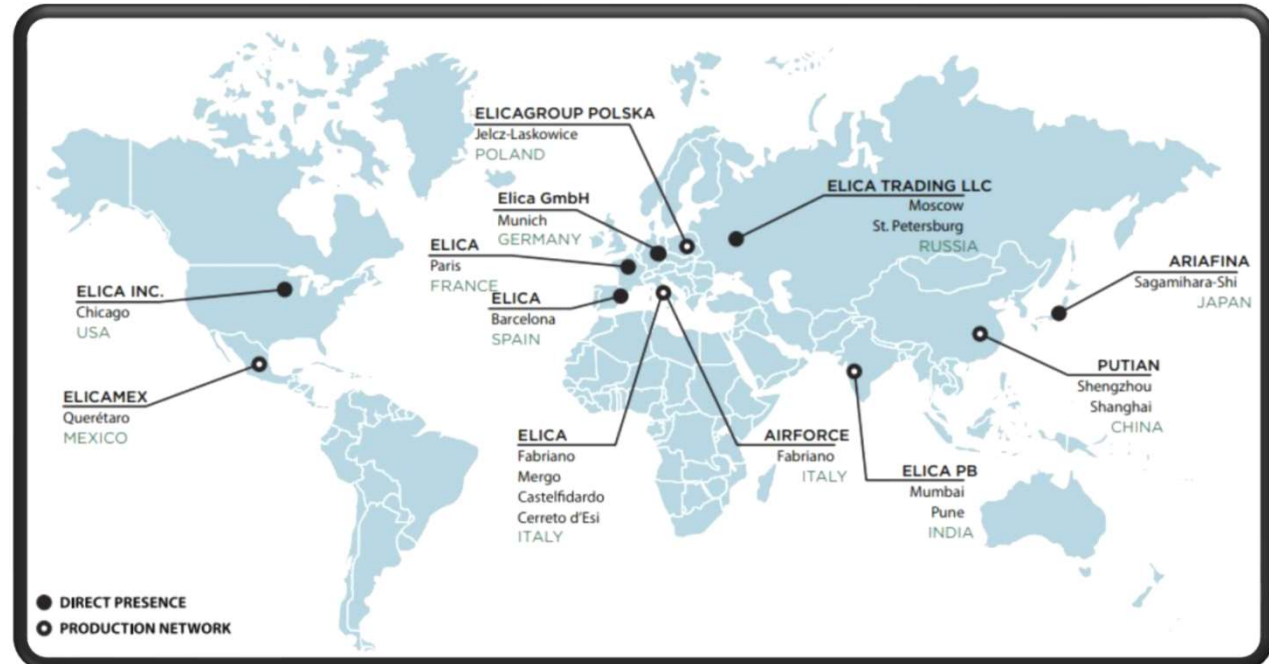 ELICAGROUP POLSKA
Jelcz-Laskowice
POLAND
Elica GmbH
Munich
GERMANY
ELICA TRADING LLC
Moscow
St. Petersburg
RUSSIA
ELICA
Paris
FRANCE
ELICA
Barcelona
SPAIN
ARIAFINA
Sagamihara-Shi
JAPAN
ELICA INC.
Chicago
USA
ELICAMEX
Querétaro
MEXICO
PUTIAN
Shengzhou
Shanghai
CHINA
ELICA
Fabriano
Mergo
Castelfidardo
Cerreto d'Esi
ITALY
AIRFORCE
Fabriano
ITALY
ELICA PB
Mumbai
Pune
INDIA
DIRECT PRESENCE
PRODUCTION NETWORK